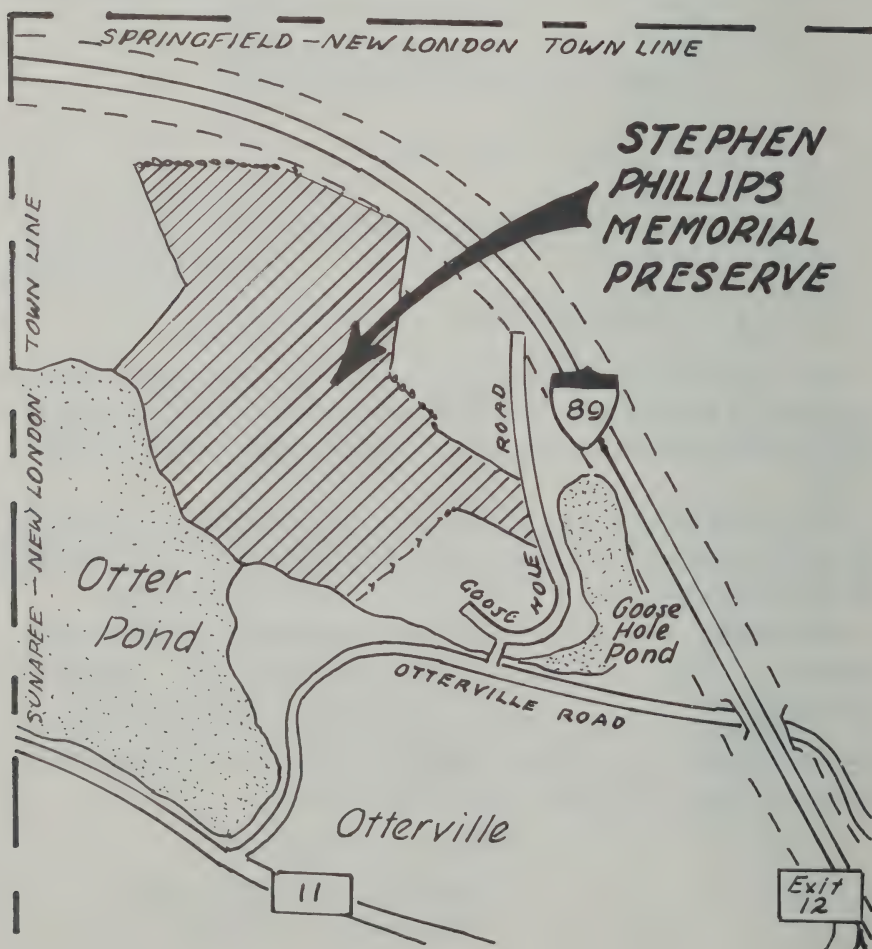 SPRINGFIELD - NEW LONDON TOWN LINE
STEPHEN
PHILLIPS
MEMORIAL
PRESERVE
SUNAPEE - NEW LONDON TOWN LINE
89
GOOSE HOLE ROAD
Otter
Pond
Goose
Hole
Pond
OTTERVILLE ROAD
Otterville
11
Exit
12